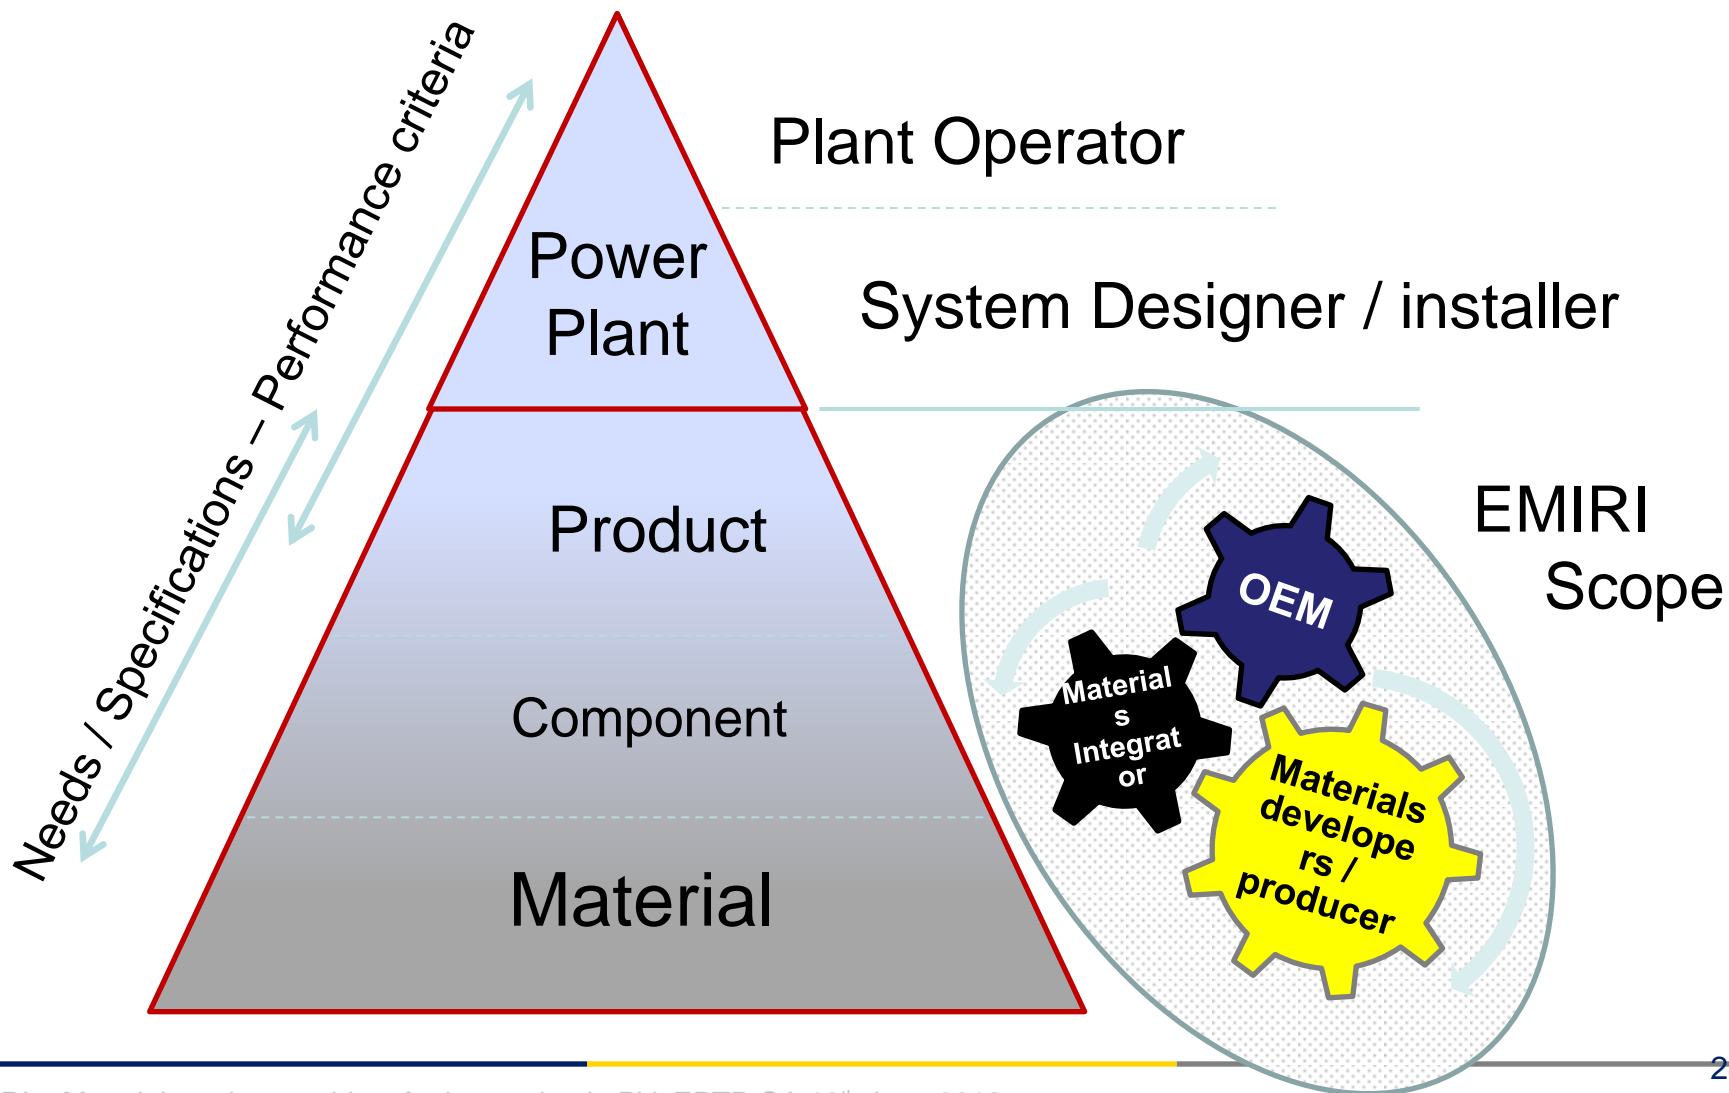 Needs / Specifications – Performance criteria
Power
Plant
Product
Component
Material
Plant Operator
System Designer / installer
EMIRI
Scope
OEM
Material
s
Integrat
or
Materials
develope
rs /
producer
2